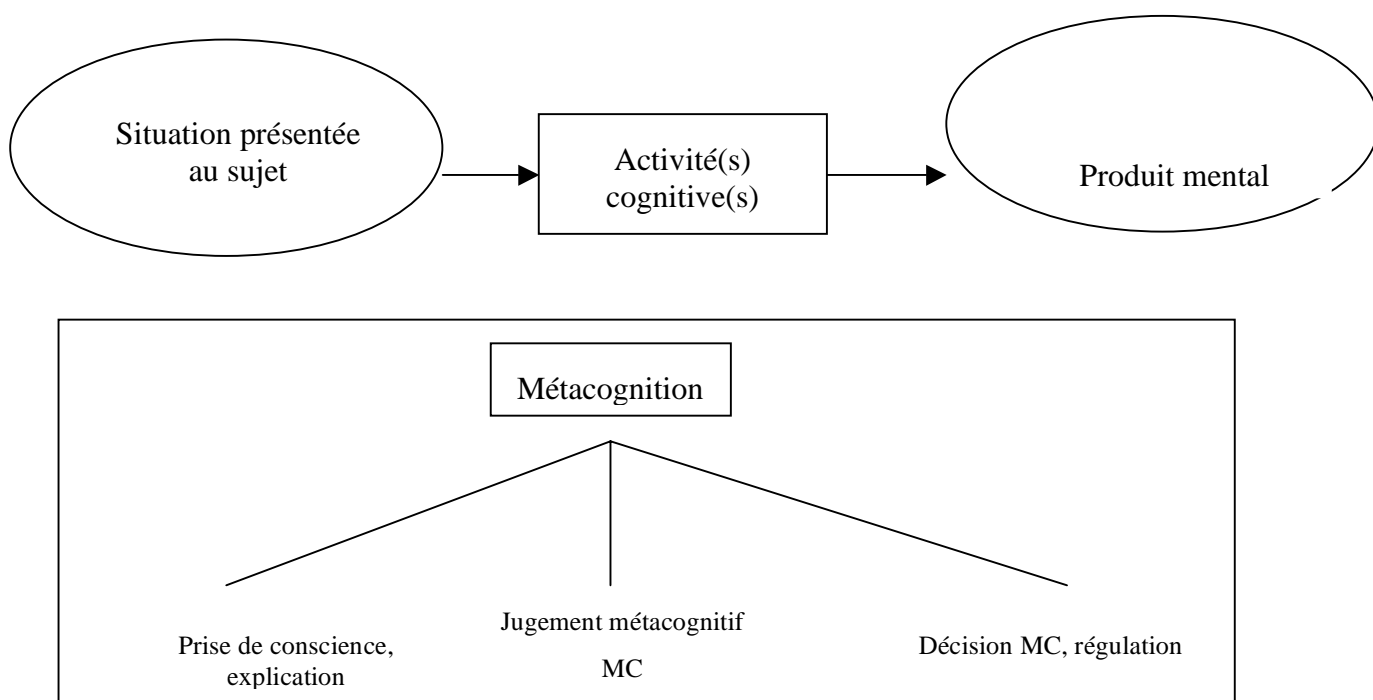 Situation présentée
au sujet
Activité(s)
cognitive(s)
Produit mental
Métacognition
Prise de conscience,
explication
Jugement métacognitif
MC
Décision MC, régulation